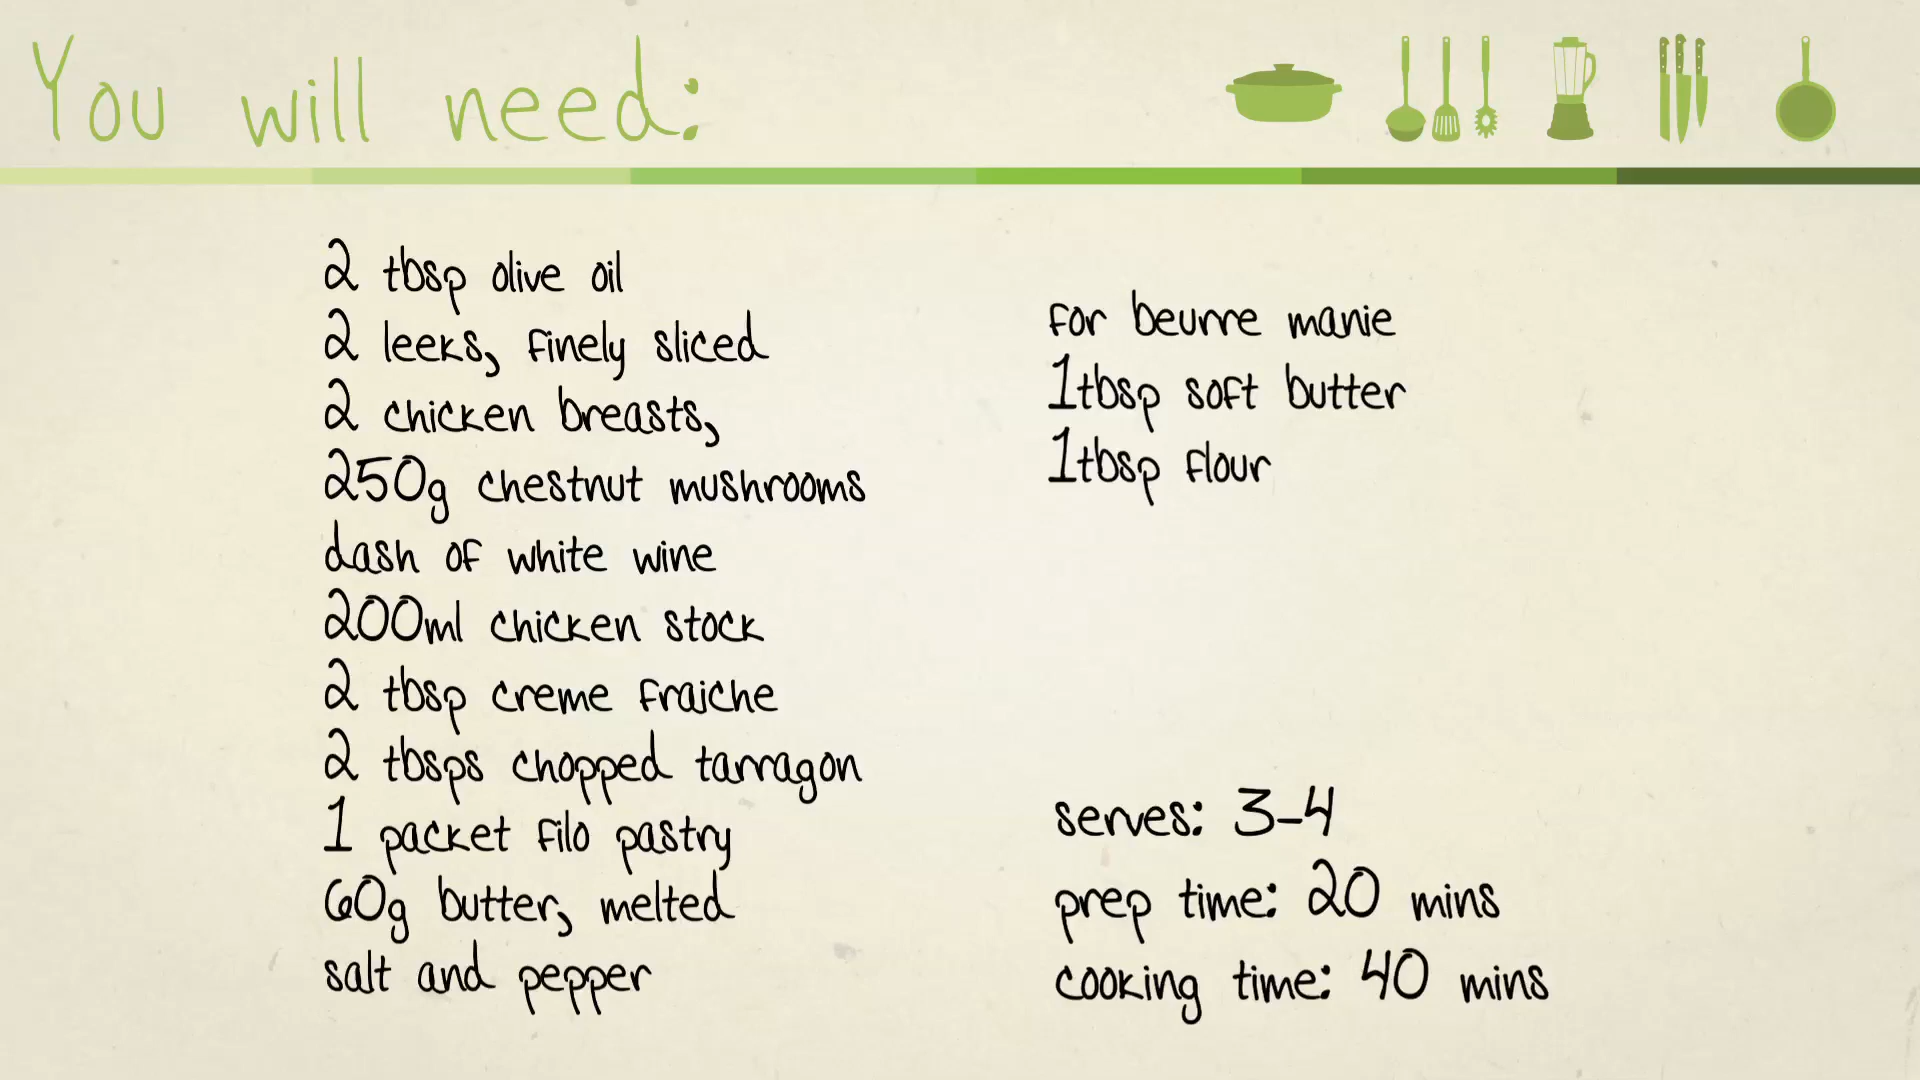 You will need:
2 tbsp olive oil
2 leeks, finely sliced
2 chicken breasts,
250g chestnut mushrooms
dash of white wine
200ml chicken stock
2 tbsp creme fraiche
2 tbsps chopped tarragon
1 packet filo pastry
60g butter, melted
salt and pepper
for beurre manie
1tbsp soft butter
1tbsp flour
serves: 3-4
prep time: 20 mins
cooking time: 40 mins